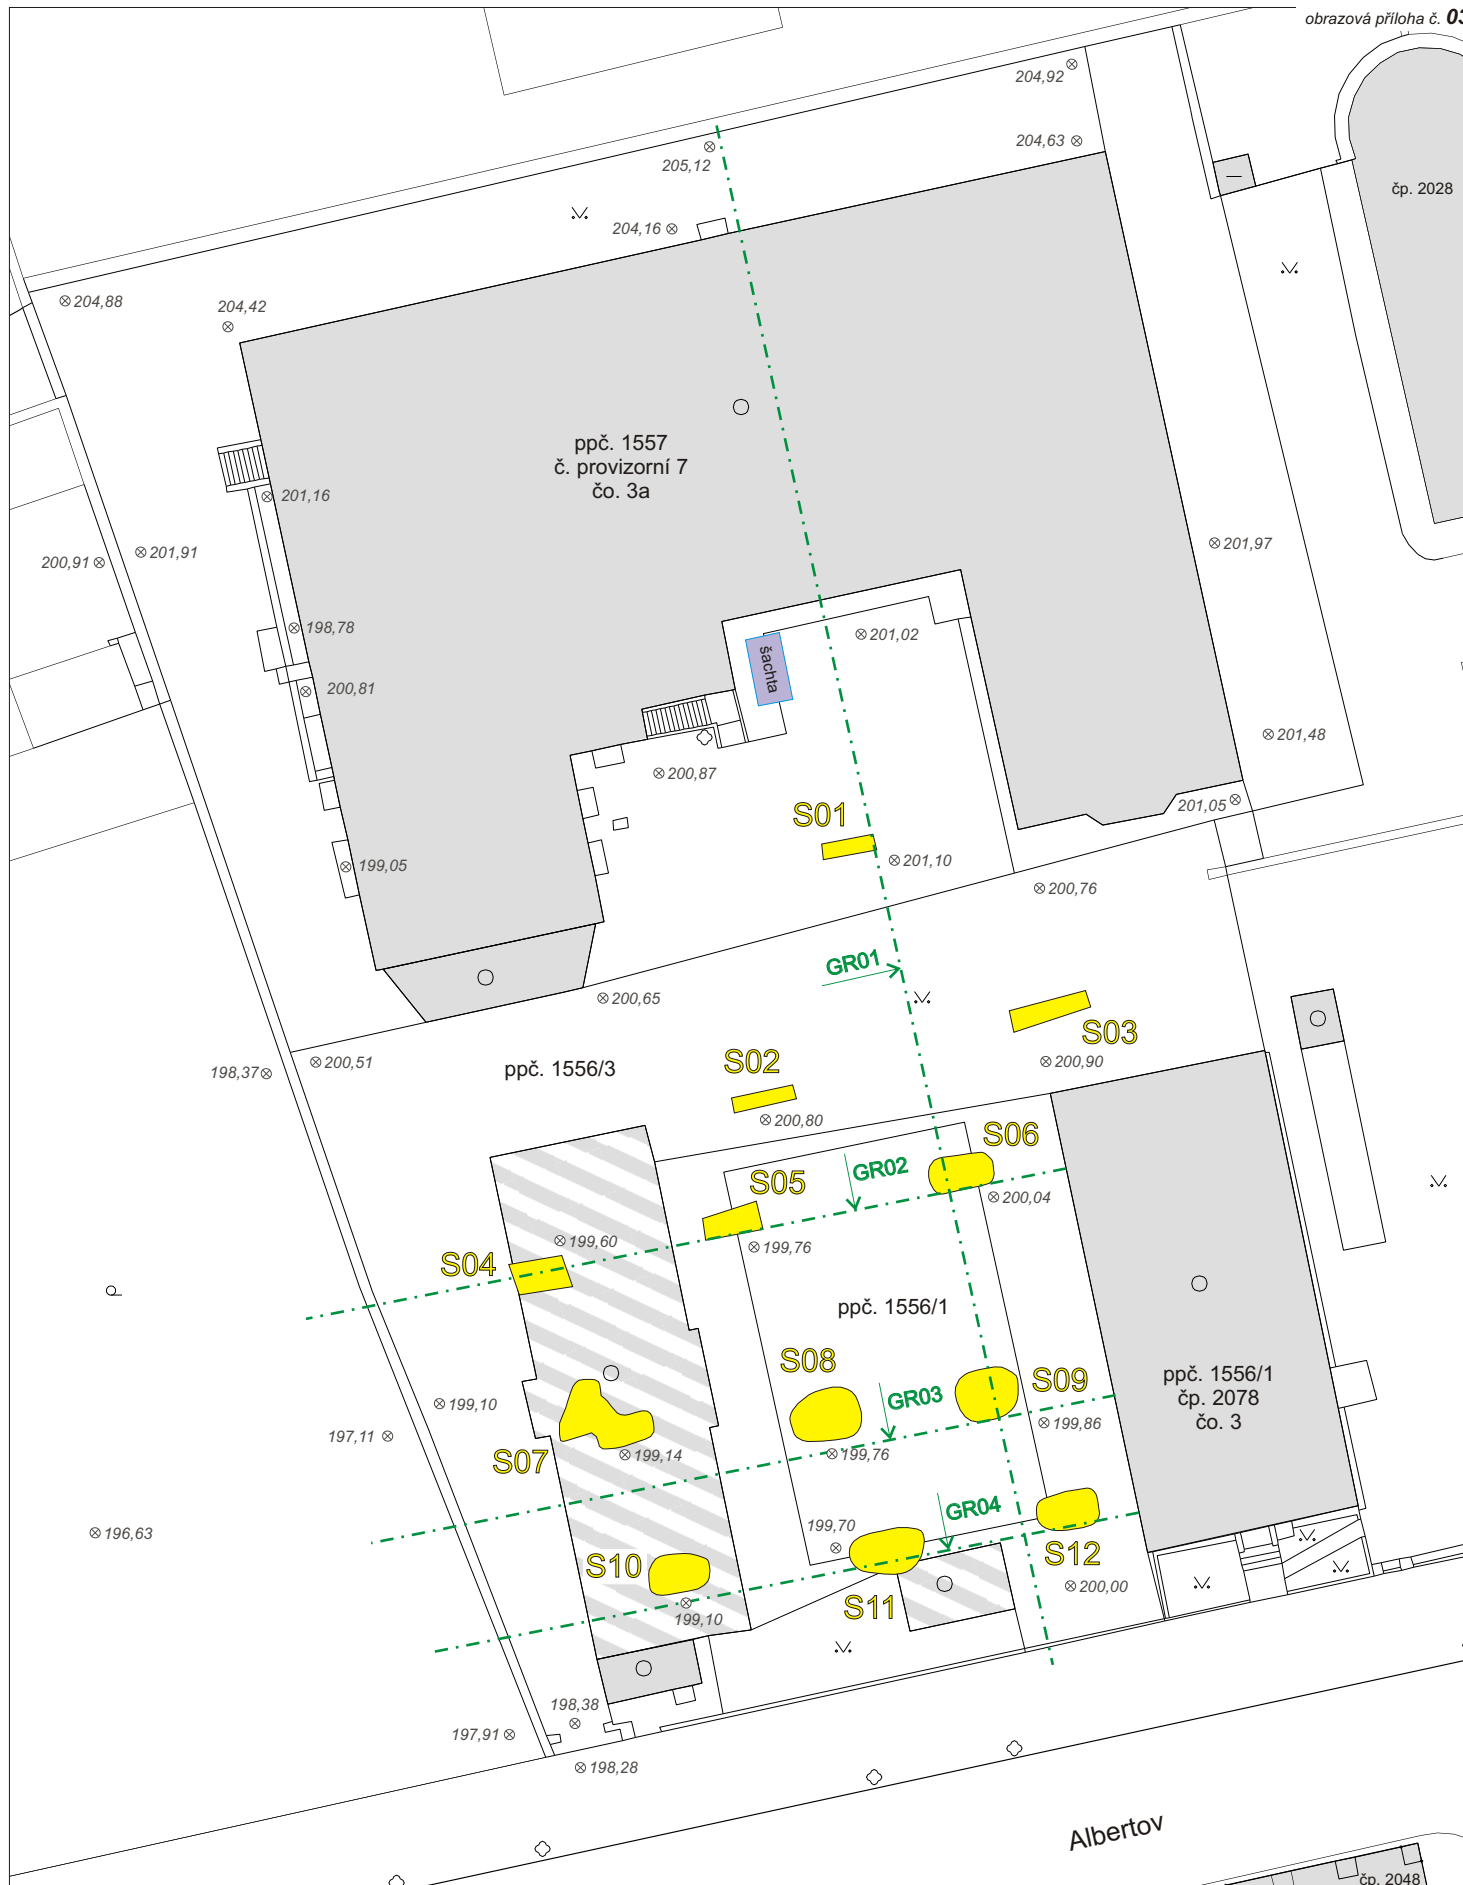 obrazová příloha č. 03
204,92
204,63
205,12
čp. 2028
204,16
204,88
204,42
ppč. 1557
č. provizorní 7
čo. 3a
201,16
201,91
200,91
201,97
198,78
201,02
šachta
200,81
201,48
200,87
201,05
S01
201,10
199,05
200,76
GR01
200,65
S03
S02
200,90
200,51
198,37
ppč. 1556/3
200,80
S06
GR02
S05
200,04
199,60
199,76
S04
ppč. 1556/1
S08
S09
ppč. 1556/1
čp. 2078
čo. 3
GR03
199,10
199,86
197,11
199,14
199,76
S07
GR04
196,63
199,70
S12
S10
200,00
S11
199,10
198,38
197,91
198,28
Albertov
čp. 2048